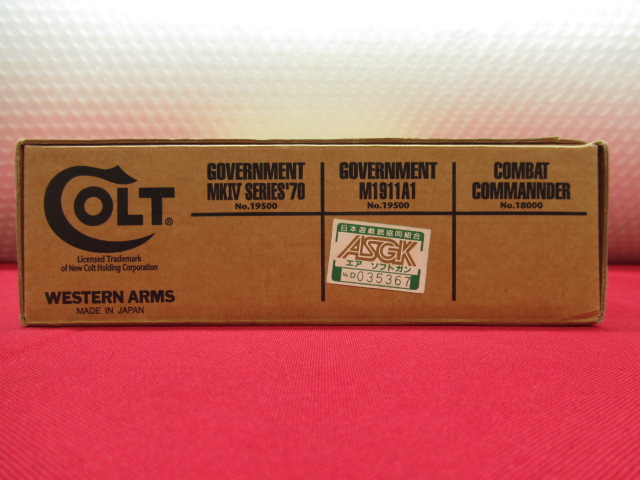 COLT®
Licensed Trademark
of New Colt Holding Corporation
WESTERN ARMS
MADE IN JAPAN
GOVERNMENT
MKIV SERIES'70
No.19500
GOVERNMENT
M1911A1
No.19500
COMBAT
COMMANNDER
No.18000
日本遊戯銃協同組合
ASGK
エア ソフトガン
No.D035367